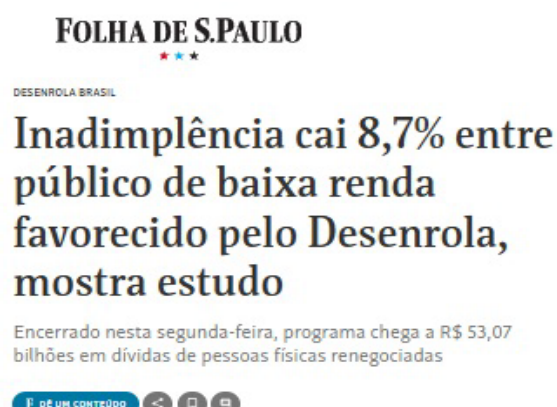 FOLHA DE S.PAULO
DESENROLA BRASIL
Inadimplência cai 8,7% entre
público de baixa renda
favorecido pelo Desenrola,
mostra estudo
Encerrado nesta segunda-feira, programa chega a R$ 53,07
bilhões em dívidas de pessoas físicas renegociadas
F DÊ UM CONTEÚDO